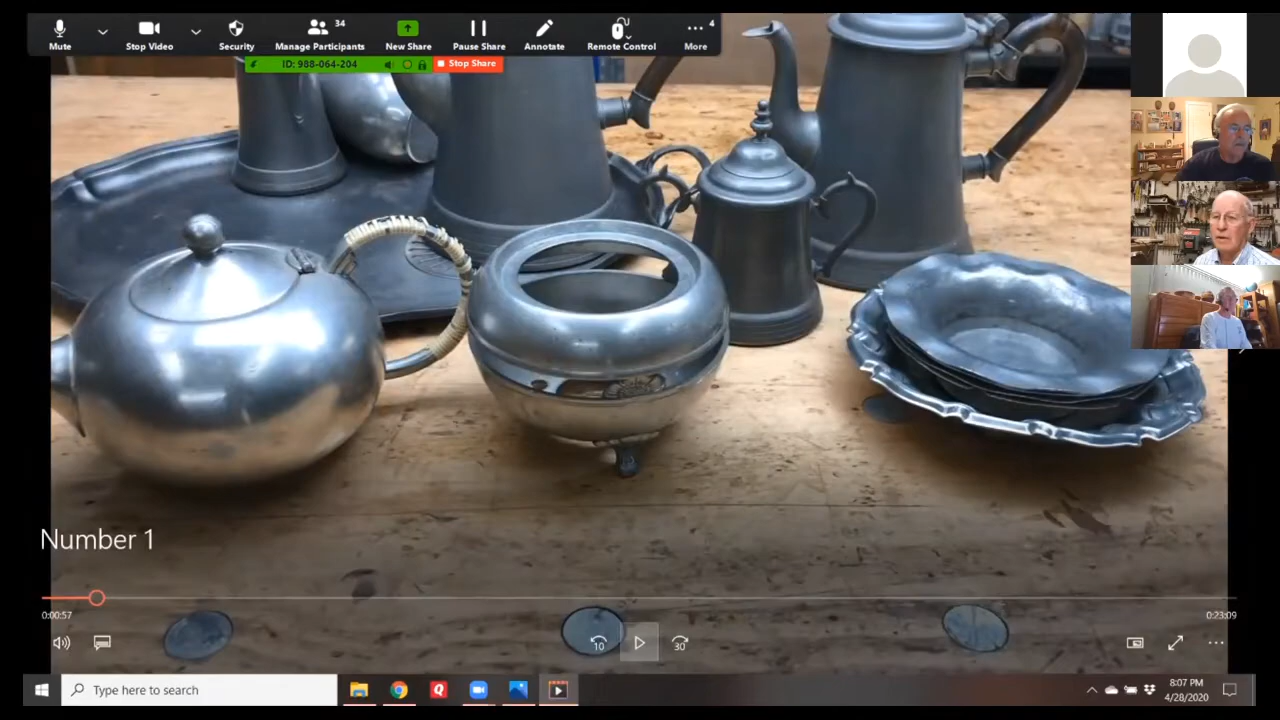 34
4
Mute
Stop Video
Security
Manage Participants
New Share
Pause Share
Annotate
Remote Control
More
ID: 988-064-204
Stop Share
Number 1
0:00:57
0:23:09
10
30
Type here to search
8:07 PM
4/28/2020